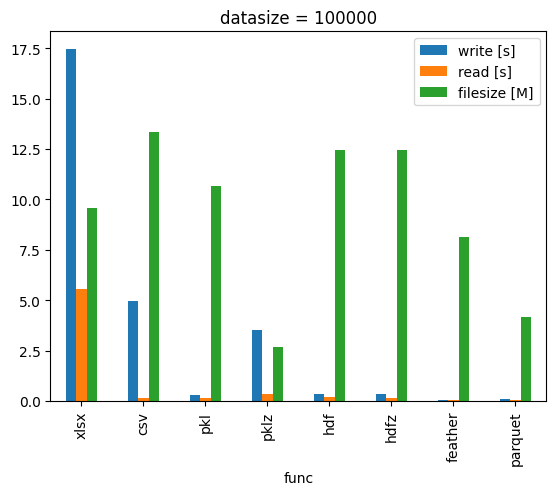 datasize = 100000
write [s]
read [s]
filesize [M]
17.5
15.0
12.5
10.0
7.5
5.0
2.5
0.0
xlsx
csv
pkl
pklz
hdf
hdfz
feather
parquet
func